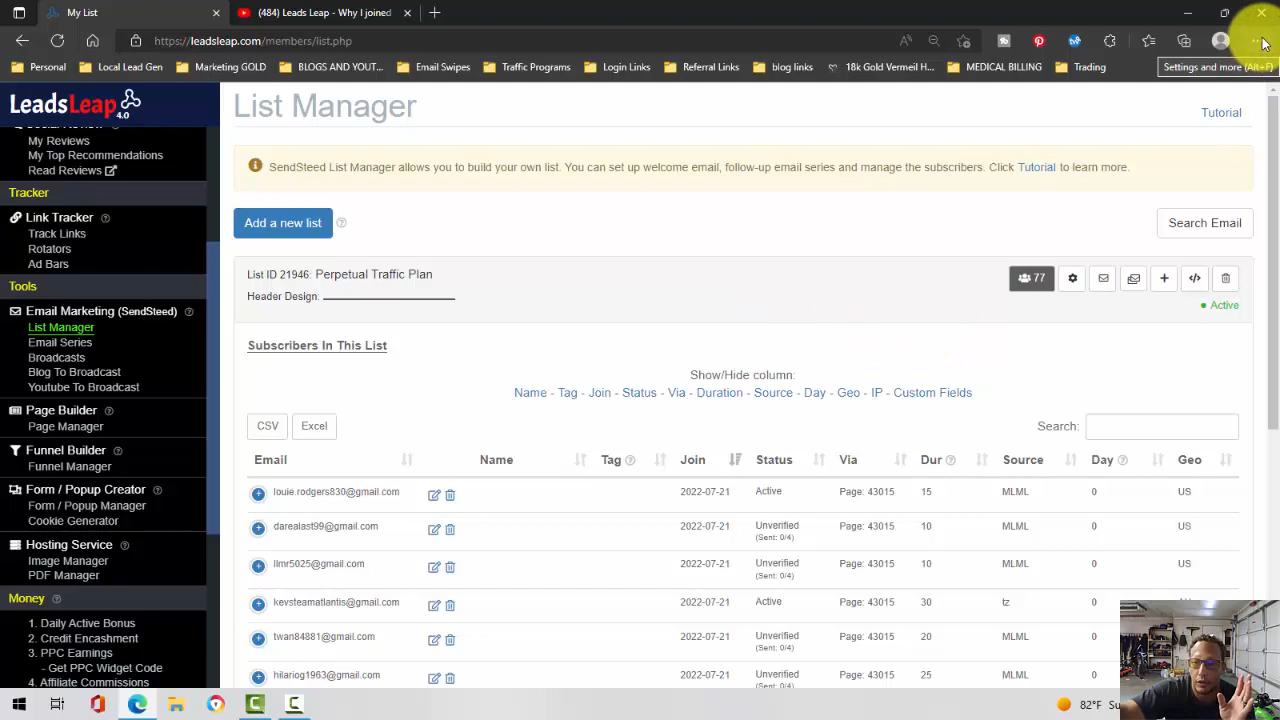 My List
(484) Leads Leap - Why I joined
https://leadsleap.com/members/list.php
Personal
Local Lead Gen
Marketing GOLD
BLOGS AND YOUT...
Email Swipes
Traffic Programs
Login Links
Referral Links
blog links
18k Gold Vermeil H...
MEDICAL BILLING
Trading
Settings and more (Alt+F)
LeadsLeap 4.0
My Reviews
My Top Recommendations
Read Reviews
Tracker
Link Tracker
Track Links
Rotators
Ad Bars
Tools
Email Marketing (SendSteed)
List Manager
Email Series
Broadcasts
Blog To Broadcast
Youtube To Broadcast
Page Builder
Page Manager
Funnel Builder
Funnel Manager
Form / Popup Creator
Form / Popup Manager
Cookie Generator
Hosting Service
Image Manager
PDF Manager
Money
1. Daily Active Bonus
2. Credit Encashment
3. PPC Earnings
- Get PPC Widget Code
4. Affiliate Commissions
List Manager
Tutorial
SendSteed List Manager allows you to build your own list. You can set up welcome email, follow-up email series and manage the subscribers. Click Tutorial to learn more.
Add a new list
Search Email
List ID 21946: Perpetual Traffic Plan
77
Header Design:
Active
Subscribers In This List
Show/Hide column:
Name - Tag - Join - Status - Via - Duration - Source - Day - Geo - IP - Custom Fields
CSV Excel
Search:
Email Name Tag Join Status Via Dur Source Day Geo
louie.rodgers830@gmail.com 2022-07-21 Active Page: 43015 15 MLML 0 US
darealast99@gmail.com 2022-07-21 Unverified Page: 43015 10 MLML 0 US
(Sent: 0/4)
llmr5025@gmail.com 2022-07-21 Unverified Page: 43015 10 MLML 0 US
(Sent: 0/4)
kevsteamatlantis@gmail.com 2022-07-21 Active Page: 43015 30 tz 0
twan84881@gmail.com 2022-07-21 Unverified Page: 43015 20 MLML 0
(Sent: 0/4)
hilariog1963@gmail.com 2022-07-21 Unverified Page: 43015 25 MLML 0
(Sent: 0/4)
82°F